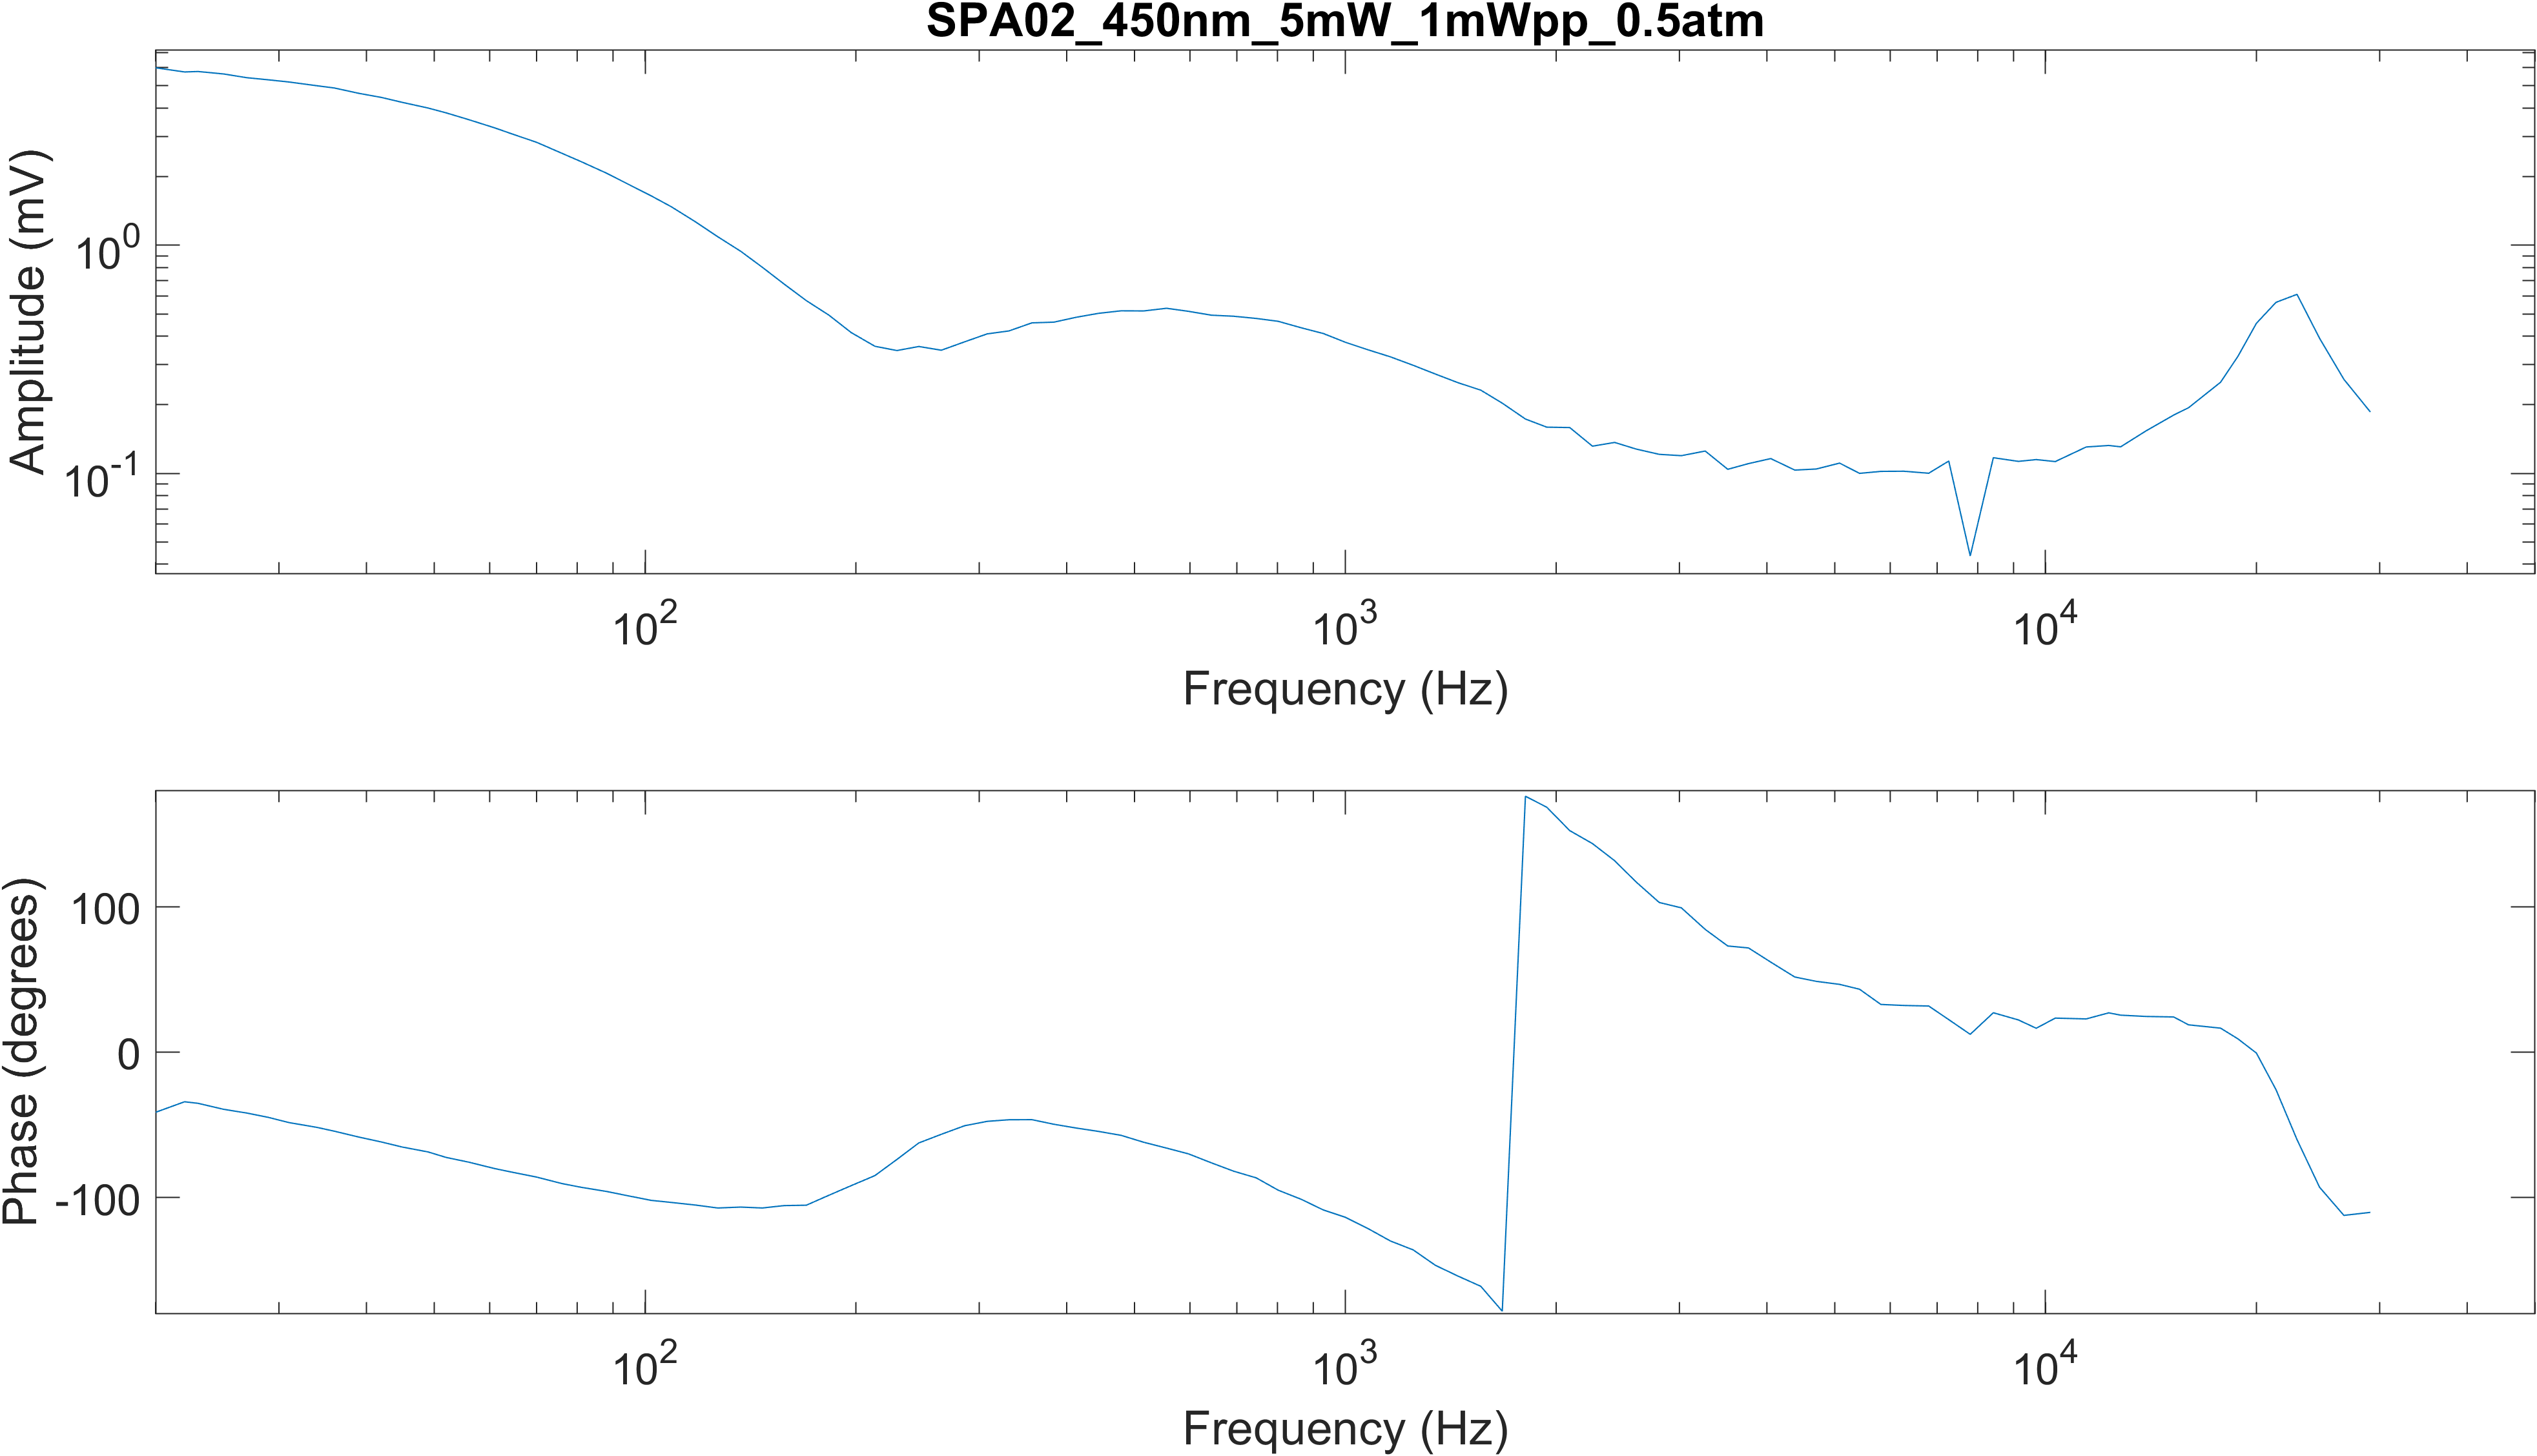 SPA02_450nm_5mW_1mWpp_0.5atm
Amplitude (mV)
10^0
10^-1
10^2 10^3 10^4
Frequency (Hz)
Phase (degrees)
100
0
-100
10^2 10^3 10^4
Frequency (Hz)